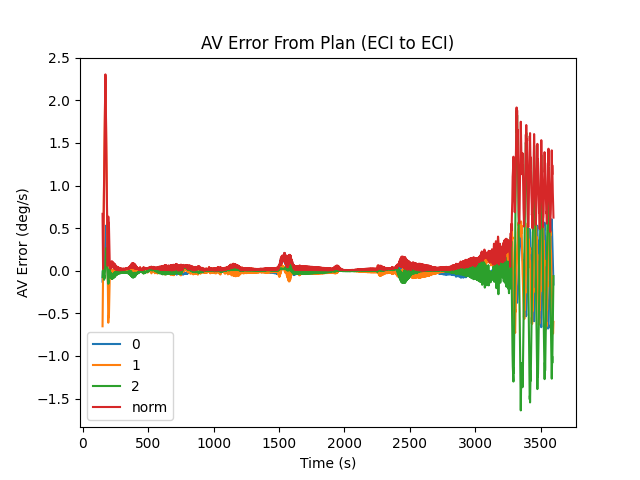 AV Error From Plan (ECI to ECI)
2.5
2.0
1.5
1.0
0.5
0.0
−0.5
−1.0
−1.5
AV Error (deg/s)
0
1
2
norm
0 500 1000 1500 2000 2500 3000 3500
Time (s)